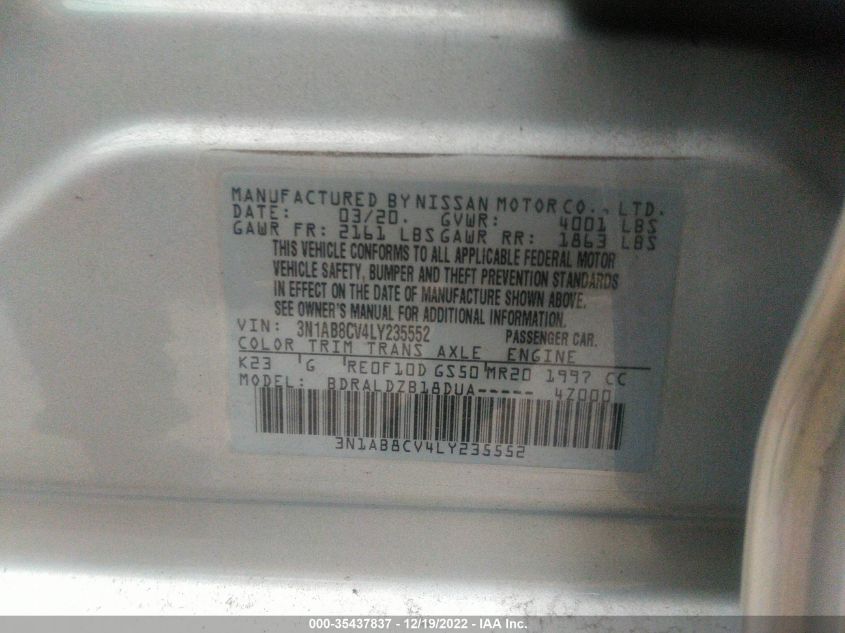 MANUFACTURED BY NISSAN MOTOR CO., LTD.
DATE: 03/20. GVWR: 4001 LBS
GAWR FR: 2161 LBS GAWR RR: 1863 LBS
THIS VEHICLE CONFORMS TO ALL APPLICABLE FEDERAL MOTOR
VEHICLE SAFETY, BUMPER AND THEFT PREVENTION STANDARDS
IN EFFECT ON THE DATE OF MANUFACTURE SHOWN ABOVE.
SEE OWNER'S MANUAL FOR ADDITIONAL INFORMATION.
VIN: 3N1AB8CV4LY235552 PASSENGER CAR.
COLOR TRIM TRANS AXLE ENGINE
K23 G RE0F10D GS50 MR20 1997 CC
MODEL: BDRALDZB18DUA----- 4Z000
3N1AB8CV4LY235552
000-35437837 - 12/19/2022 - IAA Inc.